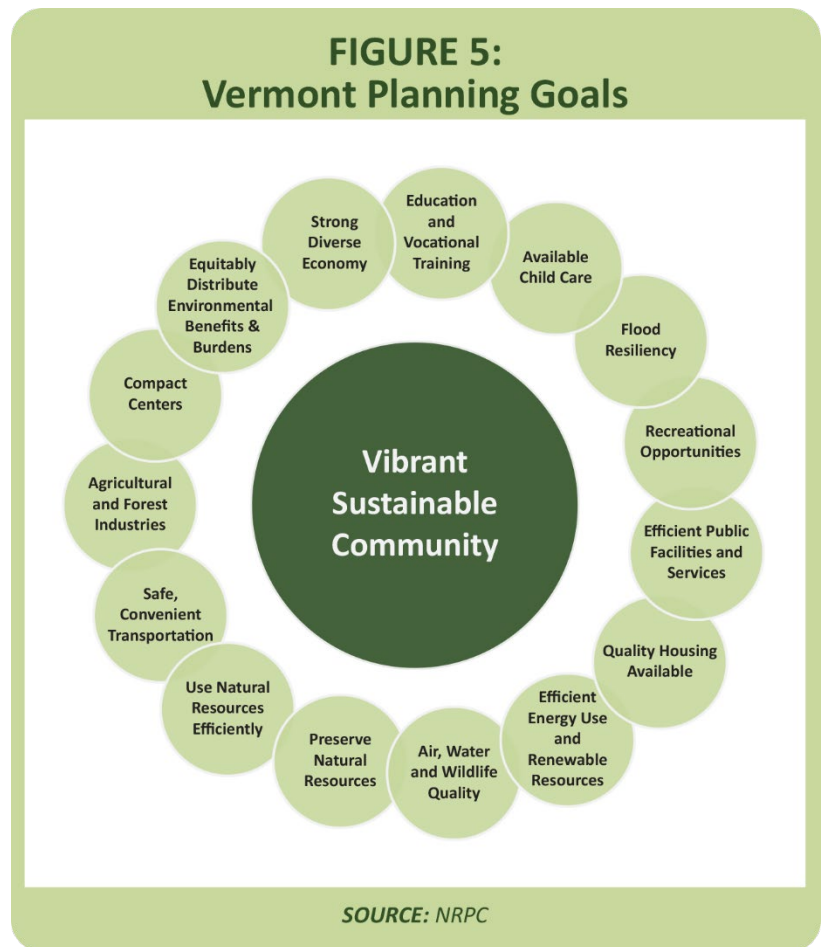 FIGURE 5:
Vermont Planning Goals
Education
and
Vocational
Training
Available
Child Care
Flood
Resiliency
Recreational
Opportunities
Efficient Public
Facilities and
Services
Quality Housing
Available
Efficient
Energy Use
and
Renewable
Resources
Air, Water
and Wildlife
Quality
Preserve
Natural
Resources
Use Natural
Resources
Efficiently
Safe,
Convenient
Transportation
Agricultural
and Forest
Industries
Compact
Centers
Equitably
Distribute
Environmental
Benefits &
Burdens
Strong
Diverse
Economy
Vibrant
Sustainable
Community
SOURCE: NRPC